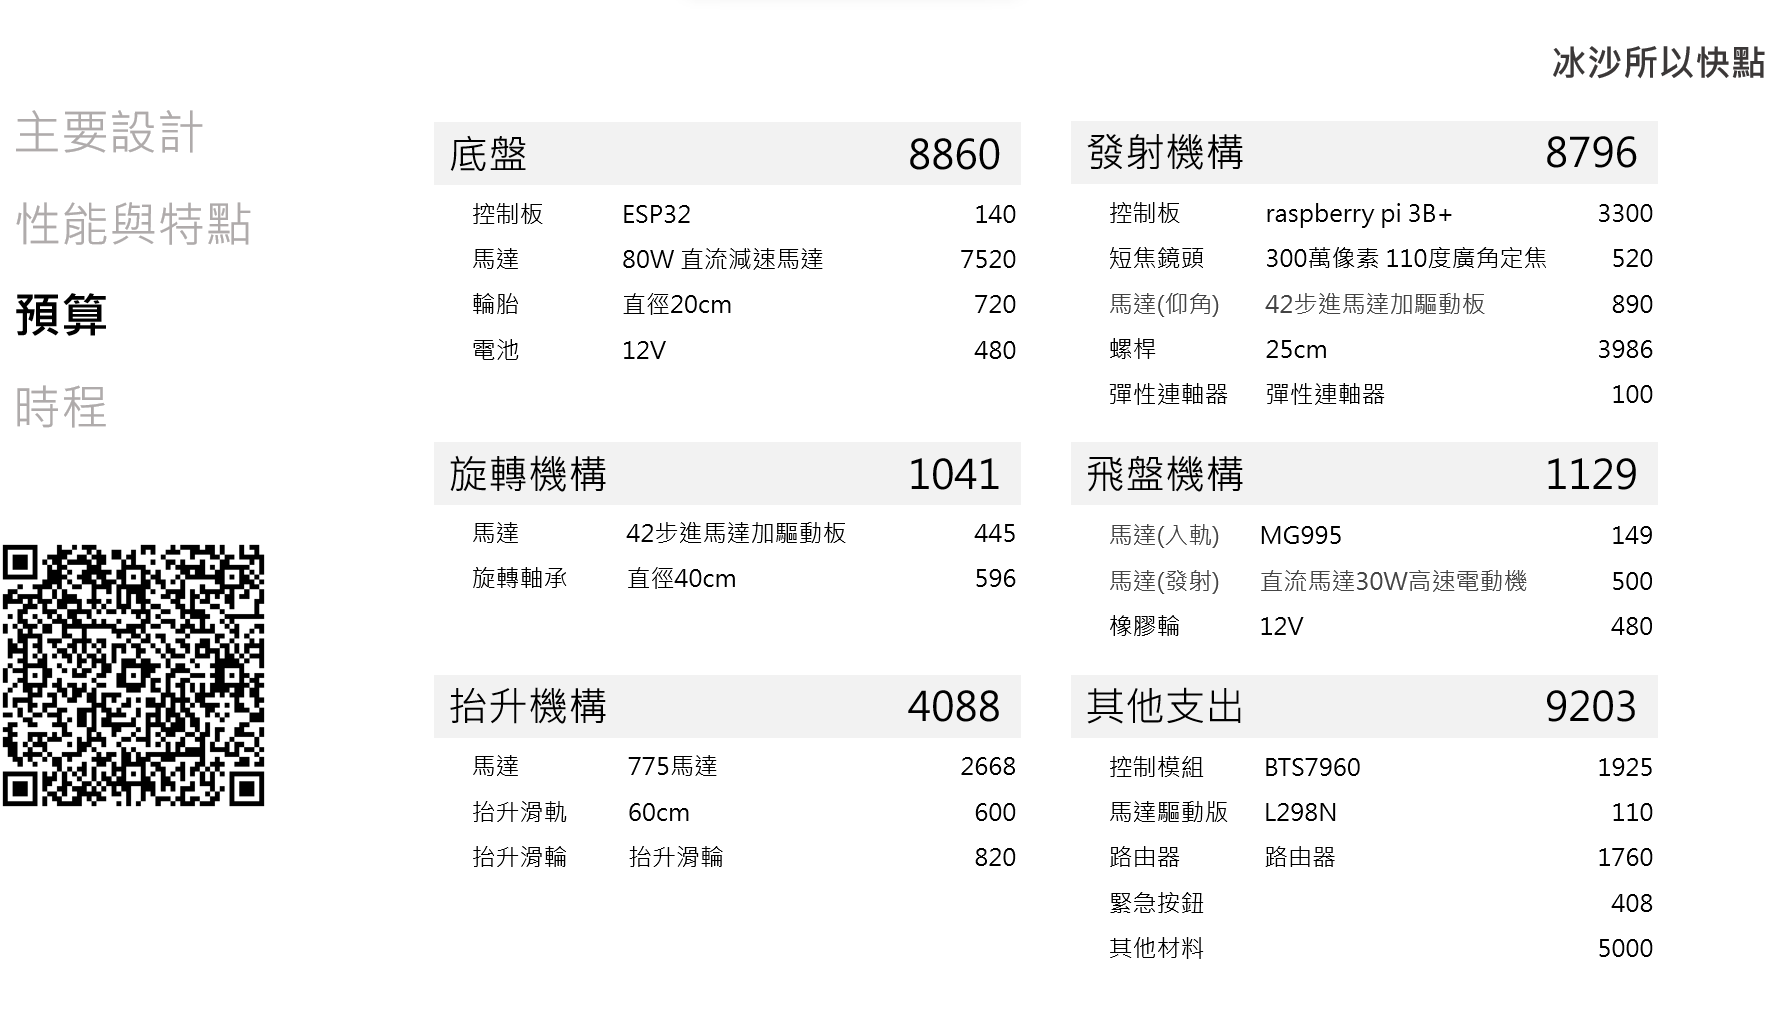 冰沙所以快點
主要設計
性能與特點
預算
時程
底盤 8860
控制板 ESP32 140
馬達 80W 直流減速馬達 7520
輪胎 直徑20cm 720
電池 12V 480
旋轉機構 1041
馬達 42步進馬達加驅動板 445
旋轉軸承 直徑40cm 596
抬升機構 4088
馬達 775馬達 2668
抬升滑軌 60cm 600
抬升滑輪 抬升滑輪 820
發射機構 8796
控制板 raspberry pi 3B+ 3300
短焦鏡頭 300萬像素 110度廣角定焦 520
馬達(仰角) 42步進馬達加驅動板 890
螺桿 25cm 3986
彈性連軸器 彈性連軸器 100
飛盤機構 1129
馬達(入軌) MG995 149
馬達(發射) 直流馬達30W高速電動機 500
橡膠輪 12V 480
其他支出 9203
控制模組 BTS7960 1925
馬達驅動版 L298N 110
路由器 路由器 1760
緊急按鈕 408
其他材料 5000